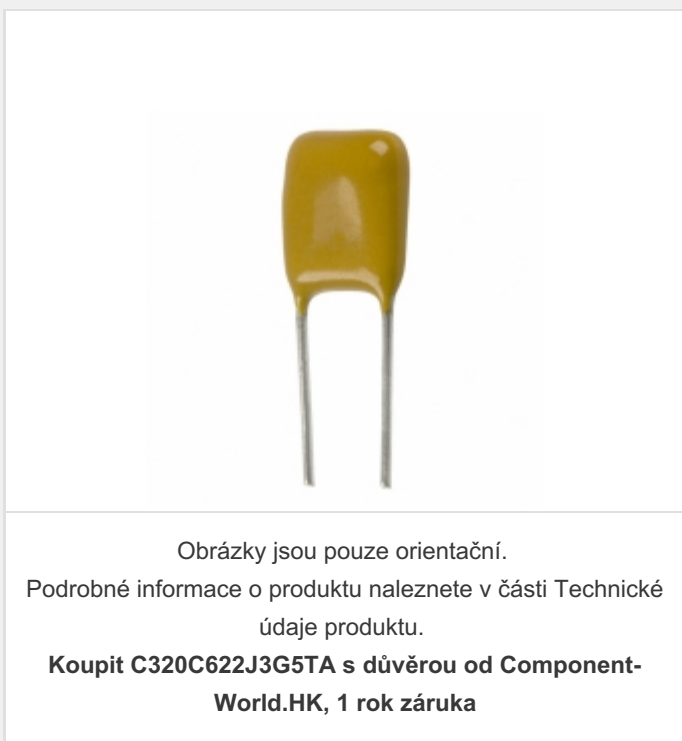 Obrázky jsou pouze orientační.
Podrobné informace o produktu naleznete v části Technické
údaje produktu.
Koupit C320C622J3G5TA s důvěrou od Component-
World.HK, 1 rok záruka